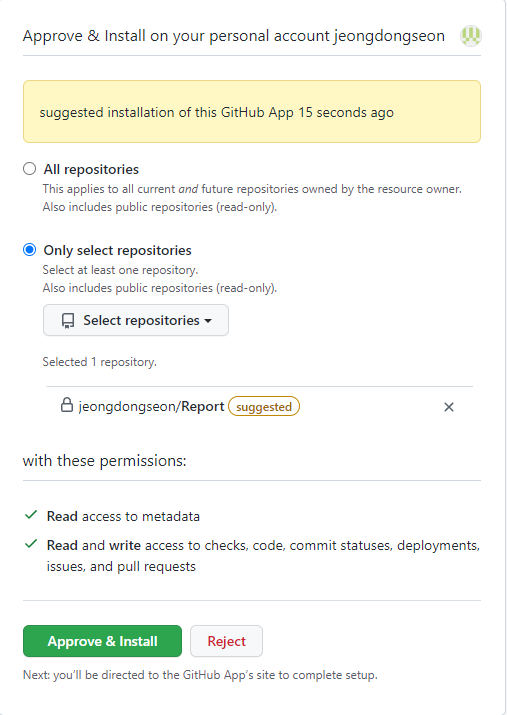 Approve & Install on your personal account jeongdongseon
suggested installation of this GitHub App 15 seconds ago
All repositories
This applies to all current and future repositories owned by the resource owner.
Also includes public repositories (read-only).
Only select repositories
Select at least one repository.
Also includes public repositories (read-only).
Select repositories
Selected 1 repository.
jeongdongseon/Report suggested
with these permissions:
Read access to metadata
Read and write access to checks, code, commit statuses, deployments,
issues, and pull requests
Approve & Install Reject
Next: you'll be directed to the GitHub App's site to complete setup.